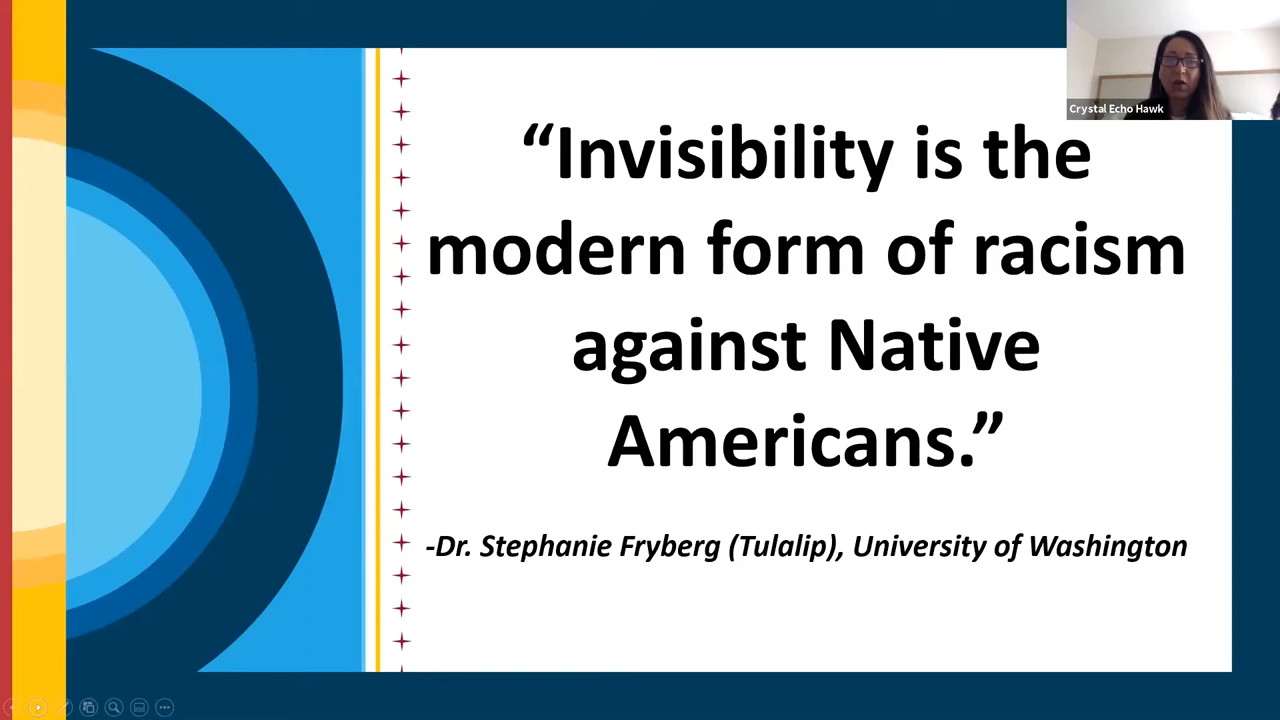 Crystal Echo Hawk
“Invisibility is the
modern form of racism
against Native
Americans.”
-Dr. Stephanie Fryberg (Tulalip), University of Washington